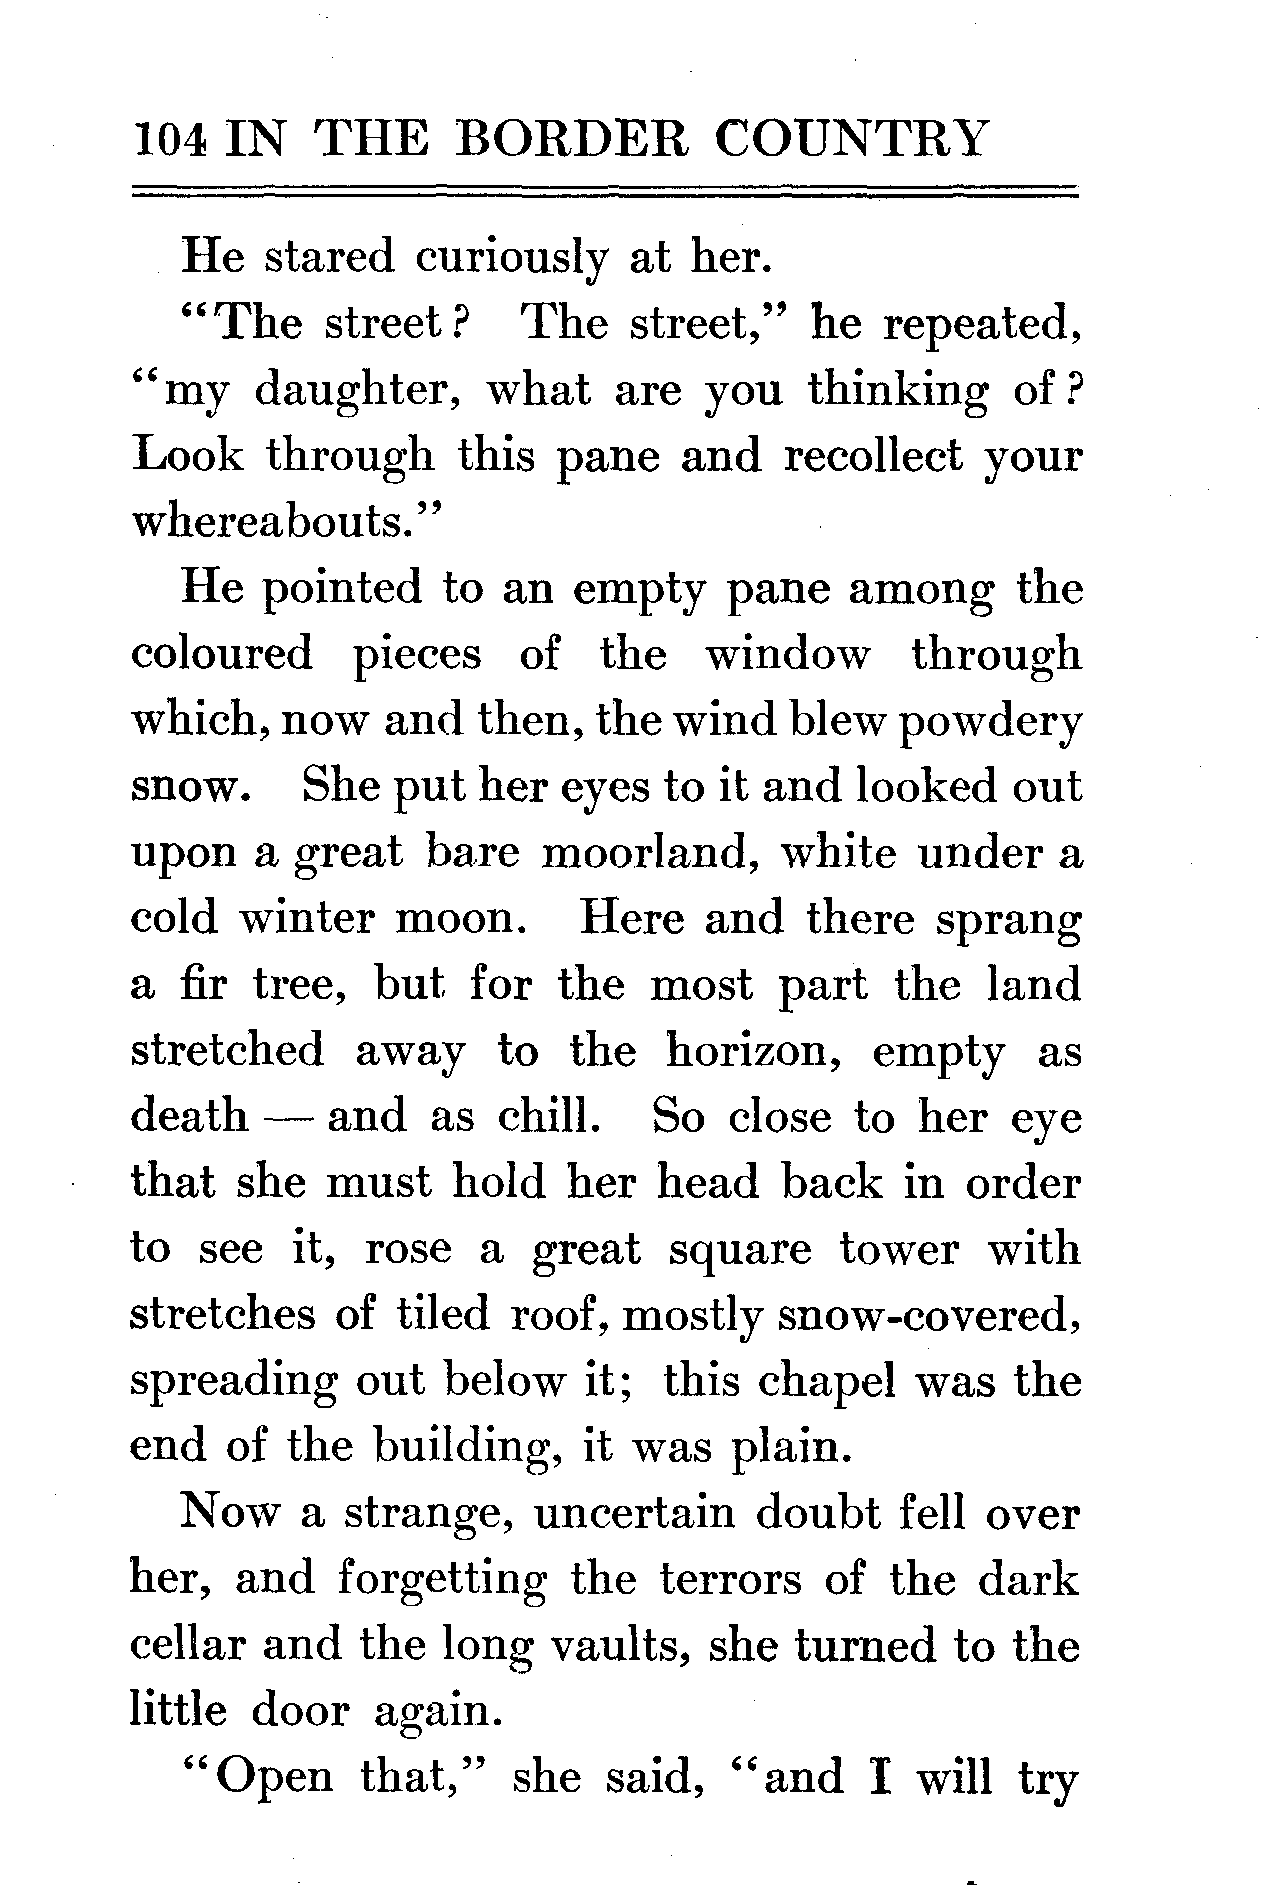 104 IN THE BORDER COUNTRY
He stared curiously at her.
“The street? The street,” he repeated,
“my daughter, what are you thinking of?
Look through this pane and recollect your
whereabouts.”
He pointed to an empty pane among the
coloured pieces of the window through
which, now and then, the wind blew powdery
snow. She put her eyes to it and looked out
upon a great bare moorland, white under a
cold winter moon. Here and there sprang
a fir tree, but for the most part the land
stretched away to the horizon, empty as
death — and as chill. So close to her eye
that she must hold her head back in order
to see it, rose a great square tower with
stretches of tiled roof, mostly snow-covered,
spreading out below it; this chapel was the
end of the building, it was plain.
Now a strange, uncertain doubt fell over
her, and forgetting the terrors of the dark
cellar and the long vaults, she turned to the
little door again.
“Open that,” she said, “and I will try